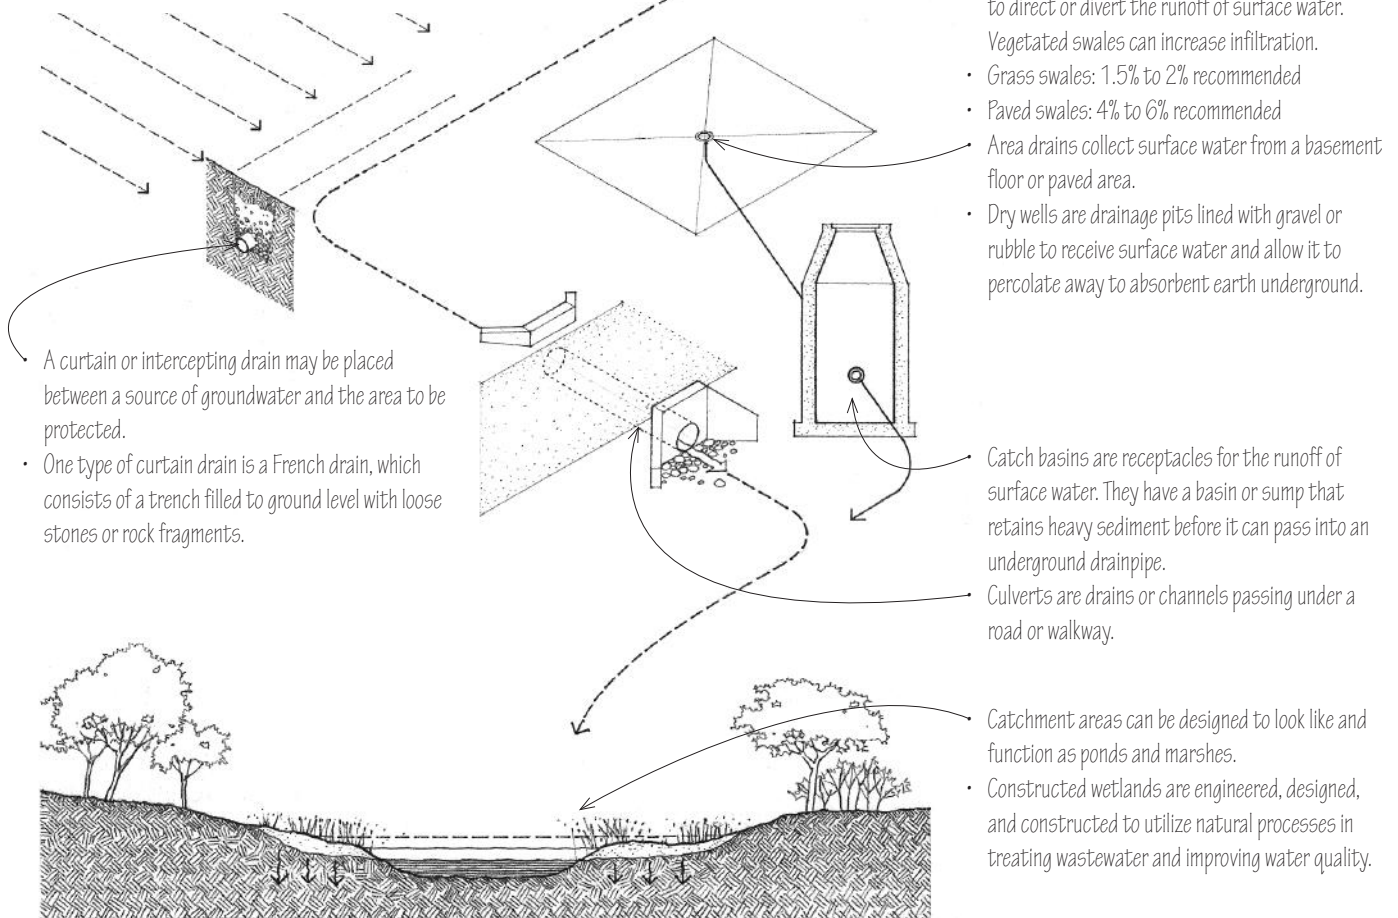 to direct or divert the runoff of surface water.
Vegetated swales can increase infiltration.
• Grass swales: 1.5% to 2% recommended
• Paved swales: 4% to 6% recommended
• Area drains collect surface water from a basement
floor or paved area.
• Dry wells are drainage pits lined with gravel or
rubble to receive surface water and allow it to
percolate away to absorbent earth underground.
• A curtain or intercepting drain may be placed
between a source of groundwater and the area to be
protected.
• One type of curtain drain is a French drain, which
consists of a trench filled to ground level with loose
stones or rock fragments.
• Catch basins are receptacles for the runoff of
surface water. They have a basin or sump that
retains heavy sediment before it can pass into an
underground drainpipe.
• Culverts are drains or channels passing under a
road or walkway.
• Catchment areas can be designed to look like and
function as ponds and marshes.
• Constructed wetlands are engineered, designed,
and constructed to utilize natural processes in
treating wastewater and improving water quality.